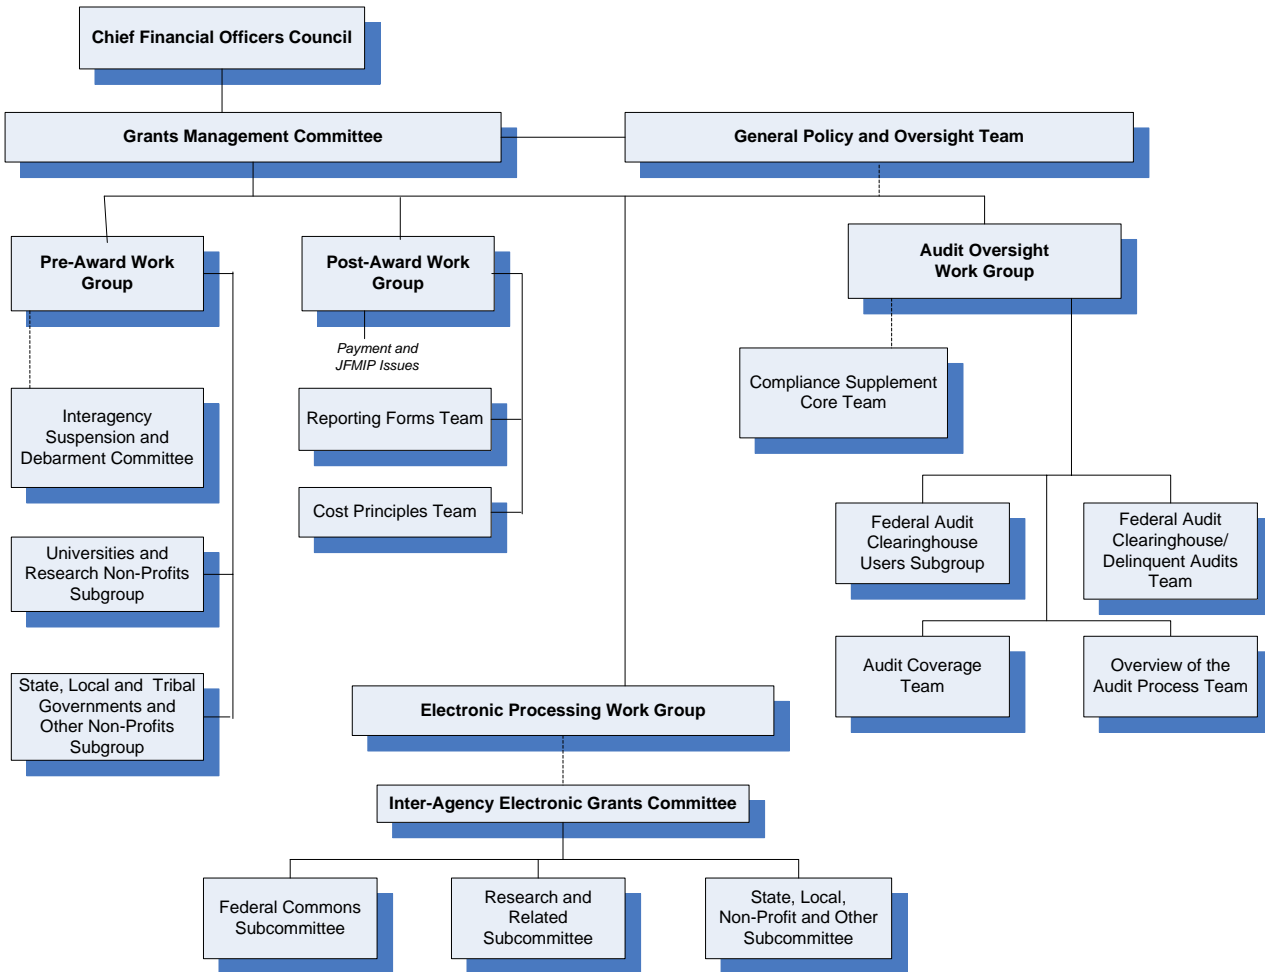 Chief Financial Officers Council
Grants Management Committee
General Policy and Oversight Team
Pre-Award Work
Group
Post-Award Work
Group
Audit Oversight
Work Group
Payment and
JFMIP Issues
Compliance Supplement
Core Team
Interagency
Suspension and
Debarment Committee
Reporting Forms Team
Cost Principles Team
Federal Audit
Clearinghouse
Users Subgroup
Federal Audit
Clearinghouse/
Delinquent Audits
Team
Universities and
Research Non-Profits
Subgroup
Audit Coverage
Team
Overview of the
Audit Process Team
State, Local and Tribal
Governments and
Other Non-Profits
Subgroup
Electronic Processing Work Group
Inter-Agency Electronic Grants Committee
Federal Commons
Subcommittee
Research and
Related
Subcommittee
State, Local,
Non-Profit and Other
Subcommittee